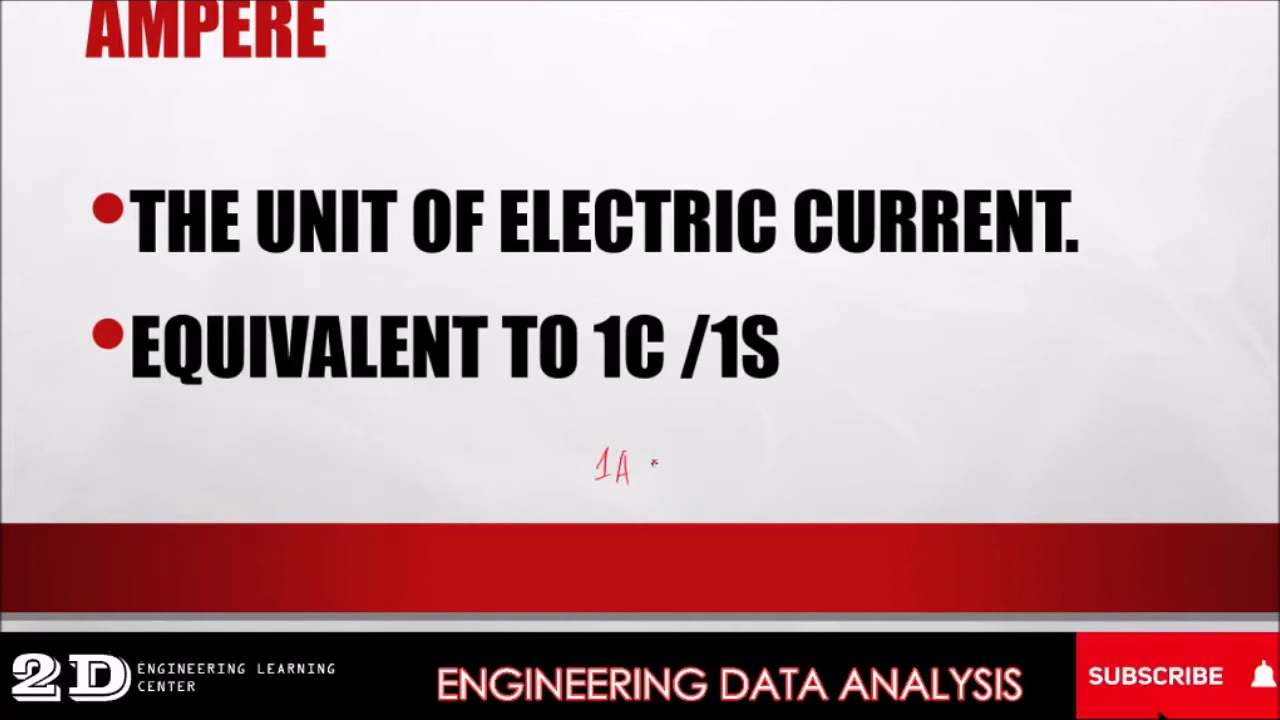 AMPERE
•THE UNIT OF ELECTRIC CURRENT.
•EQUIVALENT TO 1C /1S
1A
2D ENGINEERING LEARNING
CENTER
ENGINEERING DATA ANALYSIS
SUBSCRIBE